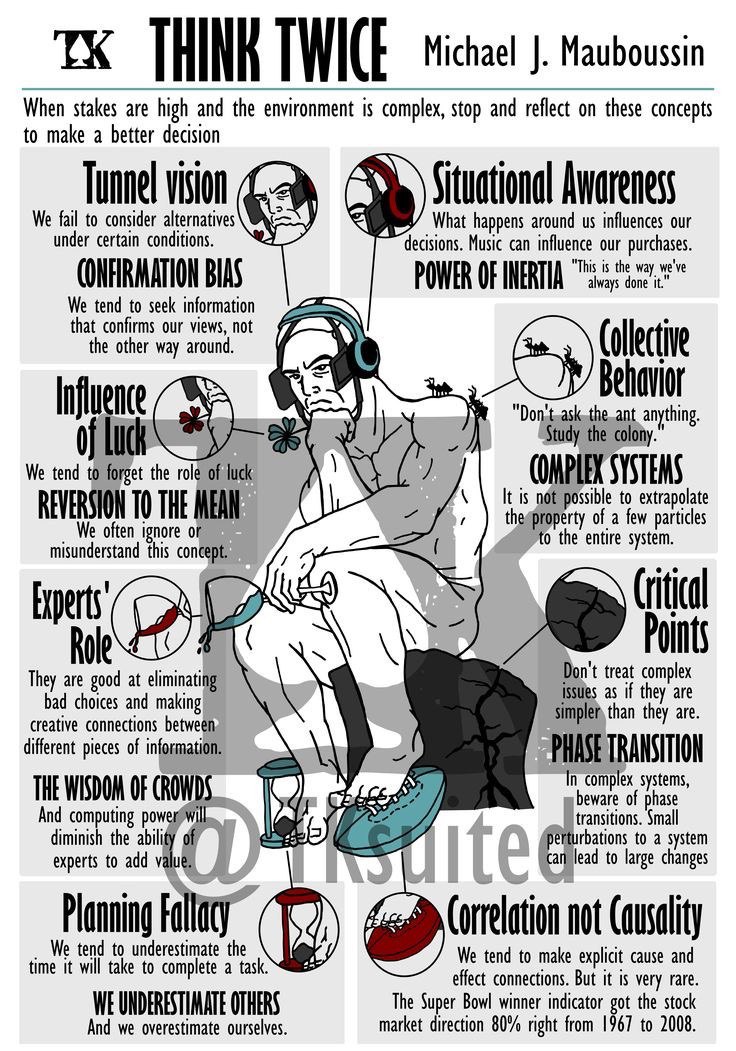 TK
THINK TWICE
Michael J. Mauboussin
When stakes are high and the environment is complex, stop and reflect on these concepts
to make a better decision
Tunnel vision
We fail to consider alternatives
under certain conditions.
CONFIRMATION BIAS
We tend to seek information
that confirms our views, not
the other way around.
Situational Awareness
What happens around us influences our
decisions. Music can influence our purchases.
POWER OF INERTIA
"This is the way we've
always done it."
Influence
of Luck
We tend to forget the role of luck
REVERSION TO THE MEAN
We often ignore or
misunderstand this concept.
Collective
Behavior
"Don't ask the ant anything.
Study the colony."
COMPLEX SYSTEMS
It is not possible to extrapolate
the property of a few particles
to the entire system.
Experts'
Role
They are good at eliminating
bad choices and making
creative connections between
different pieces of information.
THE WISDOM OF CROWDS
And computing power will
diminish the ability of
experts to add value.
Critical
Points
Don't treat complex
issues as if they are
simpler than they are.
PHASE TRANSITION
In complex systems,
beware of phase
transitions. Small
perturbations to a system
can lead to large changes
TK
@TKsuited
Planning Fallacy
We tend to underestimate the
time it will take to complete a task.
WE UNDERESTIMATE OTHERS
And we overestimate ourselves.
Correlation not Causality
We tend to make explicit cause and
effect connections. But it is very rare.
The Super Bowl winner indicator got the stock
market direction 80% right from 1967 to 2008.